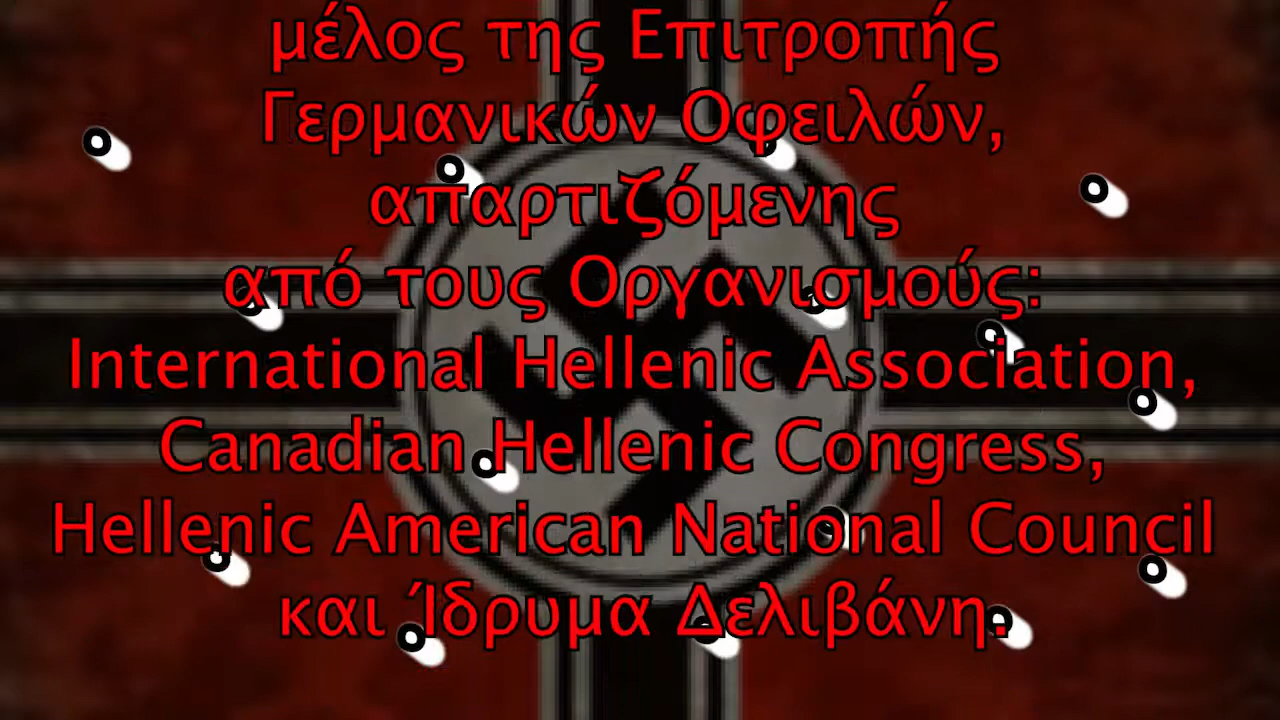 μέλος της Επιτροπής
Γερμανικών Οφειλών,
απαρτιζόμενης
από τους Οργανισμούς:
International Hellenic Association,
Canadian Hellenic Congress,
Hellenic American National Council
και Ίδρυμα Δελιβάνη.